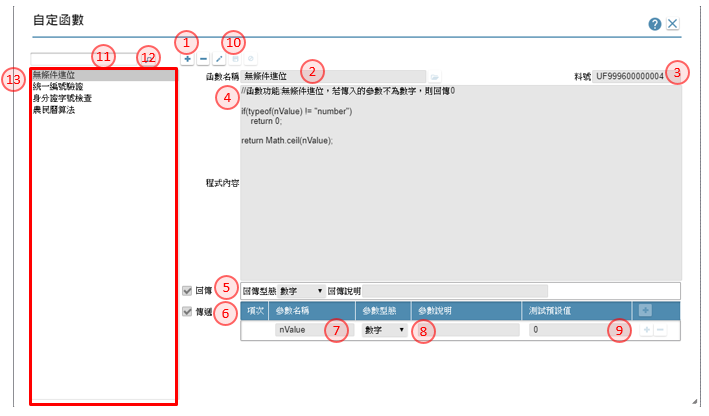 自定函數
?
1
10
11
12
13
無條件進位
統一編號驗證
身分證字號檢查
農民曆算法
函數名稱 無條件進位 2
料號 UF999600000004 3
4
程式內容
//函數功能:無條件進位，若傳入的參數不為數字，則回傳0
if(typeof(nValue) != "number")
return 0;
return Math.ceil(nValue);
回傳 5 回傳型態 數字 回傳說明
傳遞 6 項次 參數名稱 參數型態 參數說明 測試預設值
nValue 7 數字 8 0 9